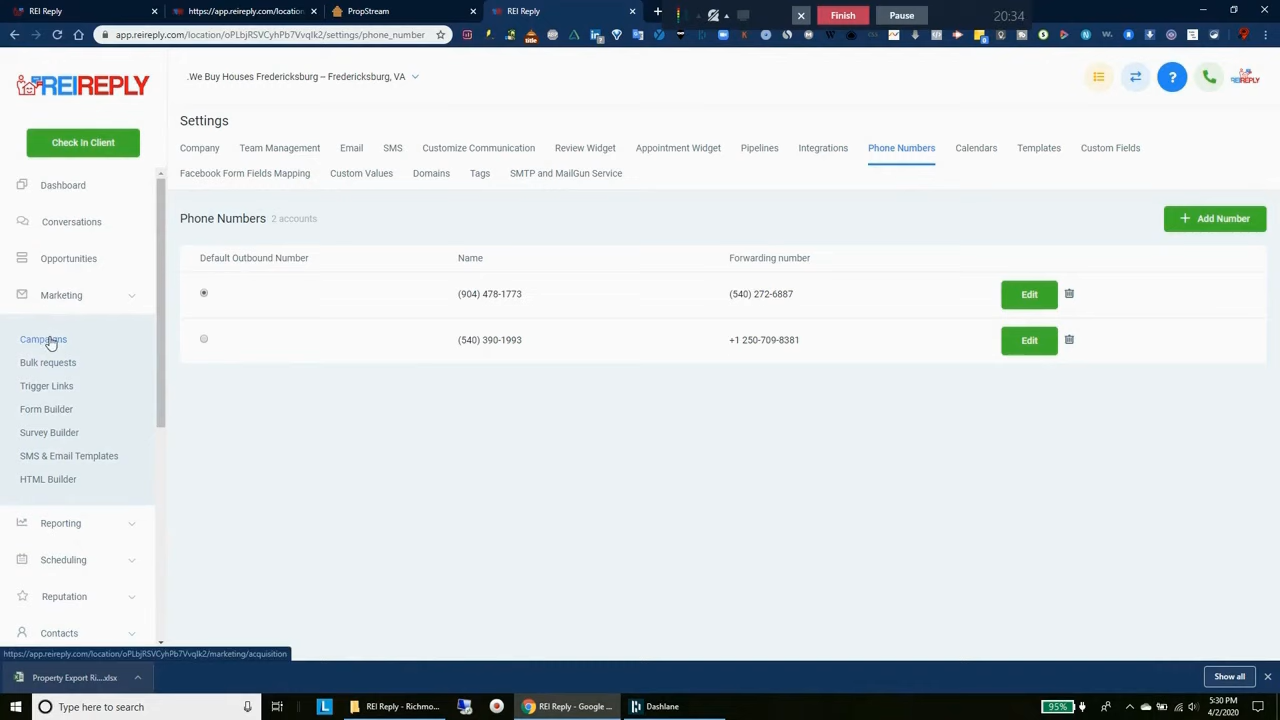 REI Reply
https://app.reireply.com/location
PropStream
REI Reply
Finish
Pause
20:34
app.reireply.com/location/oPLbjRSVCyhPb7VvqIk2/settings/phone_number
REIREPLY
.We Buy Houses Fredericksburg – Fredericksburg, VA
Check In Client
Dashboard
Conversations
Opportunities
Marketing
Campaigns
Bulk requests
Trigger Links
Form Builder
Survey Builder
SMS & Email Templates
HTML Builder
Reporting
Scheduling
Reputation
Contacts
Settings
Company Team Management Email SMS Customize Communication Review Widget Appointment Widget Pipelines Integrations Phone Numbers Calendars Templates Custom Fields
Facebook Form Fields Mapping Custom Values Domains Tags SMTP and MailGun Service
Phone Numbers 2 accounts
+ Add Number
Default Outbound Number Name Forwarding number
(904) 478-1773 (540) 272-6887 Edit
(540) 390-1993 +1 250-709-8381 Edit
https://app.reireply.com/location/oPLbjRSVCyhPb7VvqIk2/marketing/acquisition
Property Export Ri....xlsx
Show all
Type here to search
REI Reply - Richmo...
REI Reply - Google ...
Dashlane
95%
5:30 PM
4/2/2020